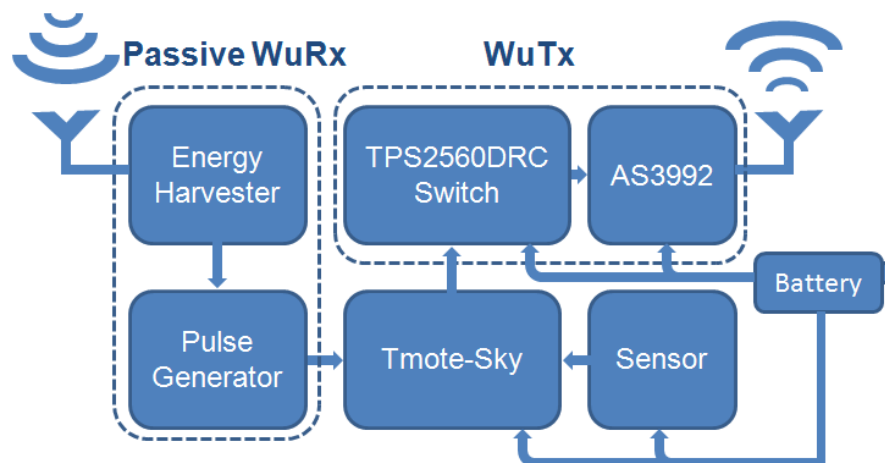 Passive WuRx
WuTx
Energy
Harvester
TPS2560DRC
Switch
AS3992
Battery
Pulse
Generator
Tmote-Sky
Sensor